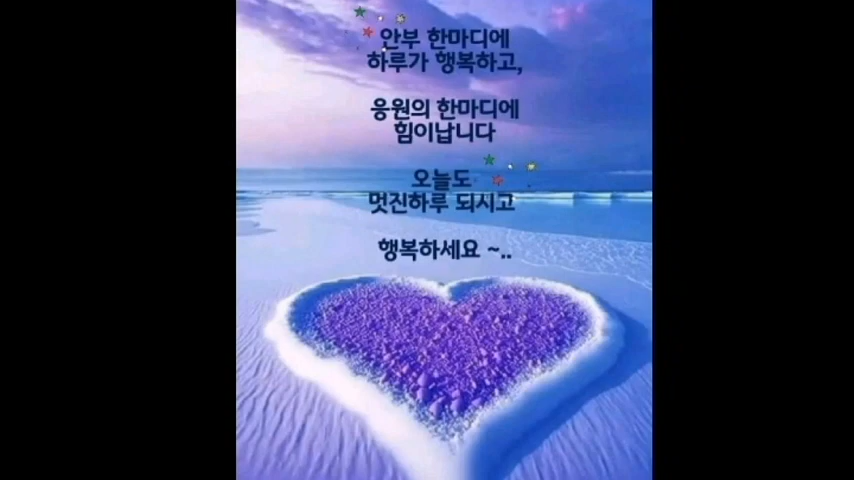 안부 한마디에
하루가 행복하고,
응원의 한마디에
힘이납니다
오늘도
멋진하루 되시고
행복하세요 ~..